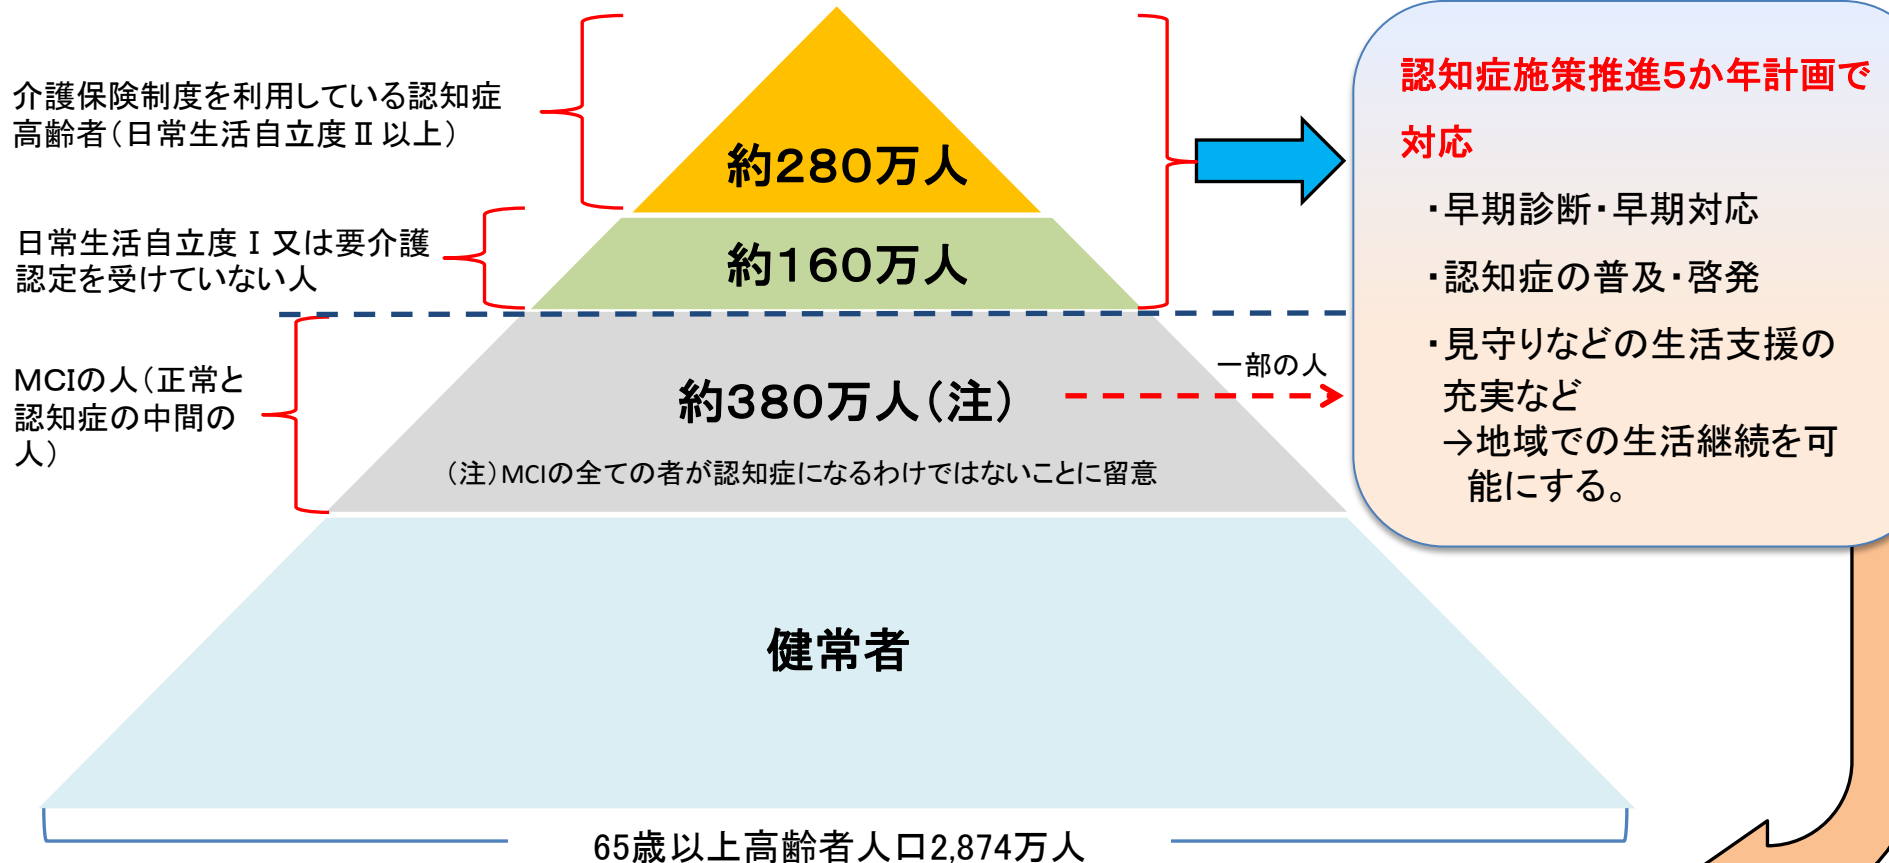 介護保険制度を利用している認知症
高齢者（日常生活自立度Ⅱ以上）
約280万人
日常生活自立度Ⅰ又は要介護
認定を受けていない人
約160万人
MCIの人（正常と
認知症の中間の
人）
約380万人（注）
（注）MCIの全ての者が認知症になるわけではないことに留意
一部の人
健常者
65歳以上高齢者人口2,874万人
認知症施策推進5か年計画で
対応
・早期診断・早期対応
・認知症の普及・啓発
・見守りなどの生活支援の
充実など
→地域での生活継続を可
能にする。